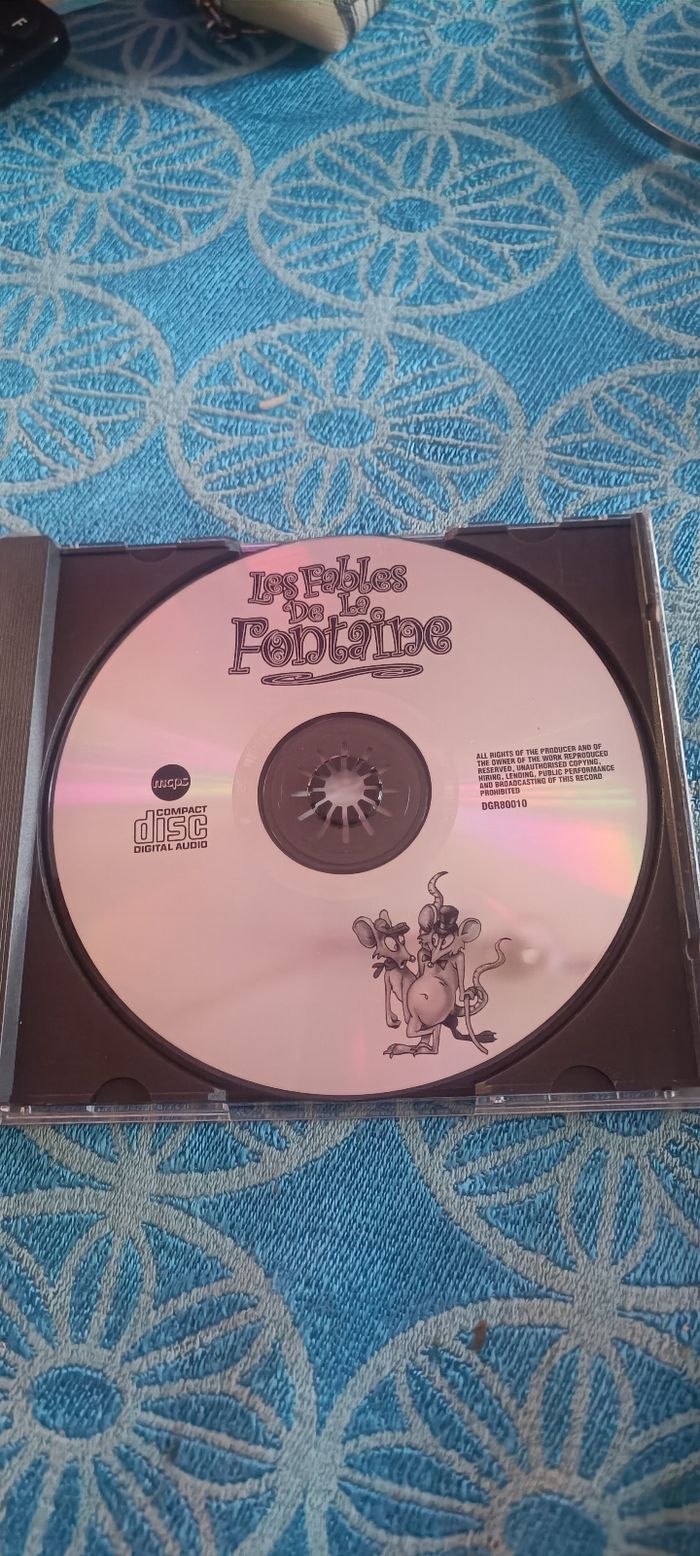 F
Les Fables
De La
Fontaine
mcps
COMPACT
disc
DIGITAL AUDIO
ALL RIGHTS OF THE PRODUCER AND OF
THE OWNER OF THE WORK REPRODUCED
RESERVED, UNAUTHORISED COPYING,
HIRING, LENDING, PUBLIC PERFORMANCE
AND BROADCASTING OF THIS RECORD
PROHIBITED
DGR80010